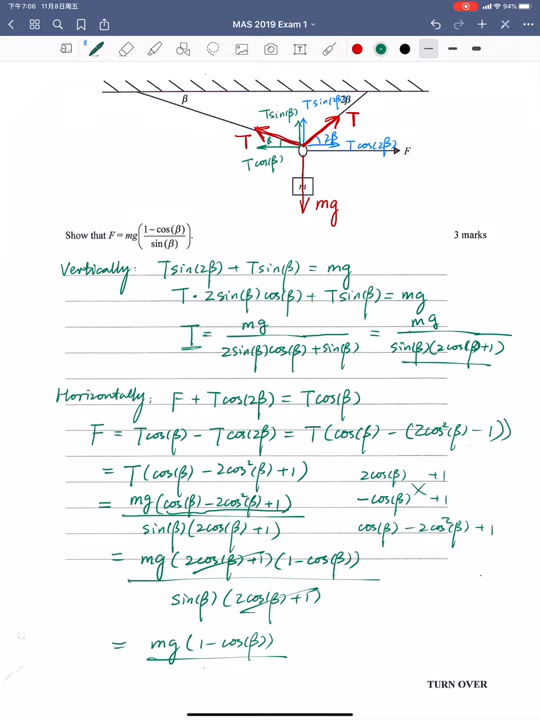 下午7:06 11月8日周五
94%
MAS 2019 Exam 1
β
2β
Tsin(β)
Tsin(2β)
T
T
β
2β
Tcos(β)
Tcos(2β)
F
m
mg
Show that F = mg((1−cos(β))/sin(β)).
3 marks
Vertically: Tsin(2β) + Tsin(β) = mg
T · 2sin(β)cos(β) + Tsin(β) = mg
T = mg/(2sin(β)cos(β) + sin(β)) = mg/(sin(β)(2cos(β)+1))
Horizontally: F + Tcos(2β) = Tcos(β)
F = Tcos(β) − Tcos(2β) = T(cos(β) − (2cos²(β) − 1))
= T(cos(β) − 2cos²(β) + 1)
2cos(β) +1
= mg(cos(β) − 2cos²(β) + 1)/(sin(β)(2cos(β) + 1))
−cos(β) +1
cos(β) − 2cos²(β) + 1
= mg(2cos(β)+1)(1−cos(β))/(sin(β)(2cos(β)+1))
= mg(1−cos(β))
TURN OVER